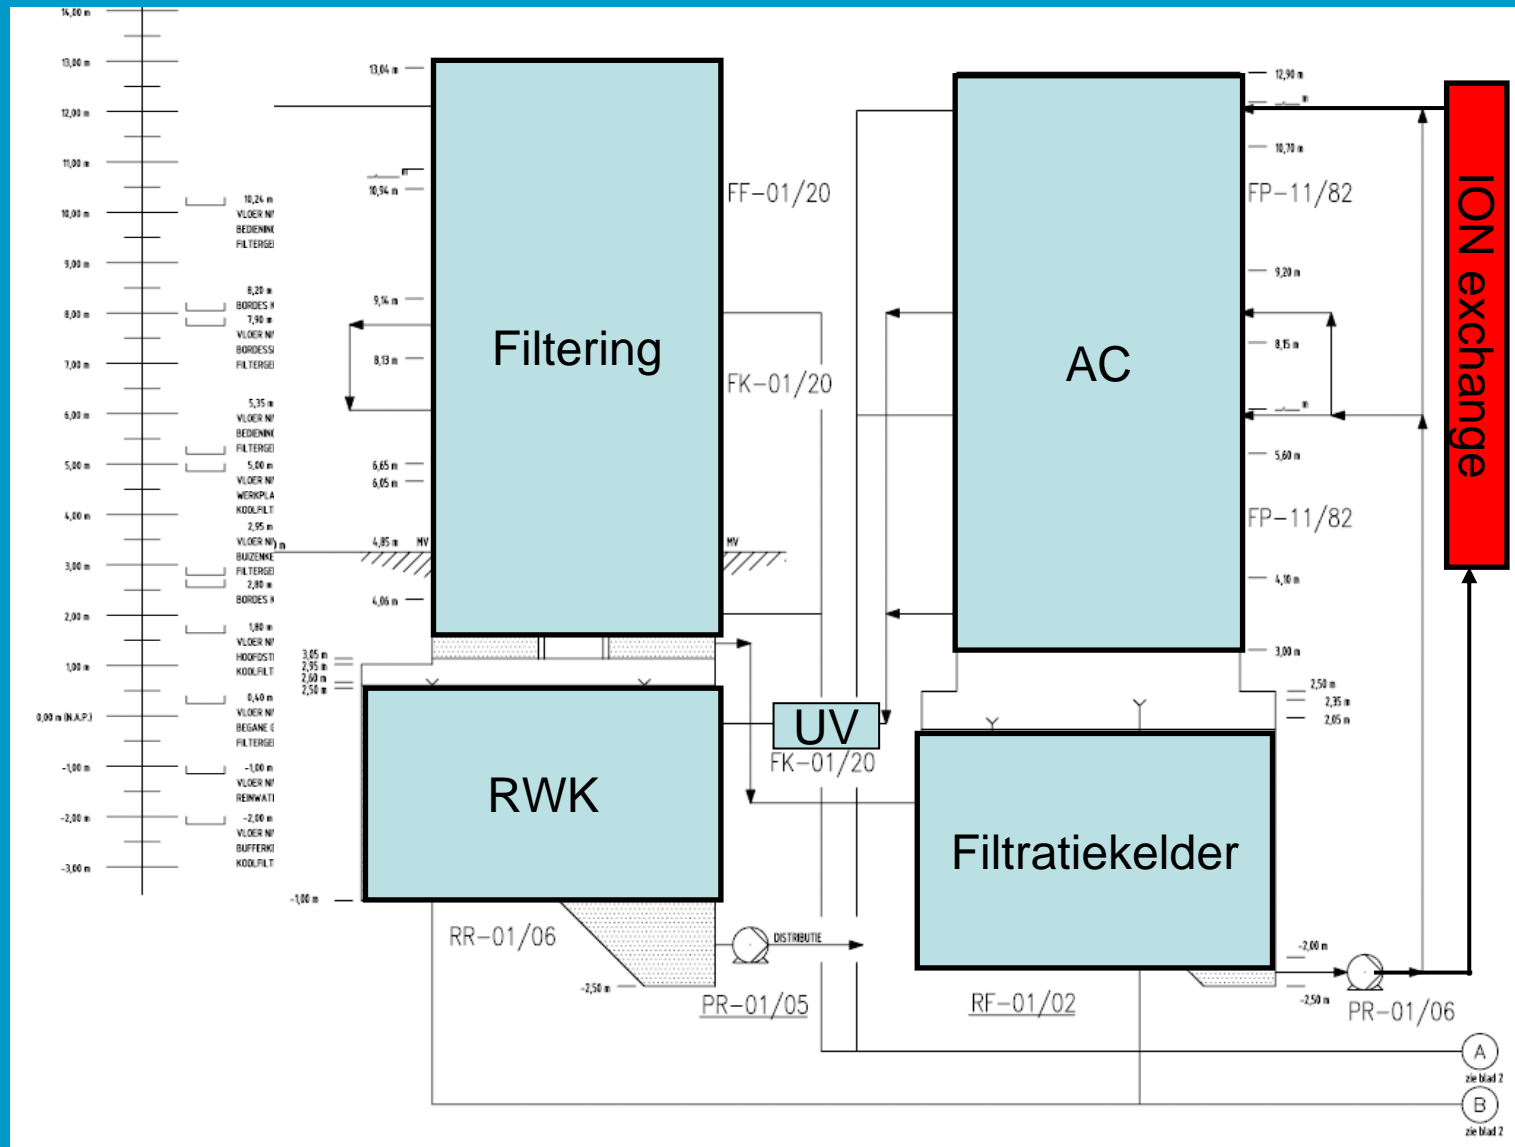 14,00 m
13,00 m
12,00 m
11,00 m
10,00 m
9,00 m
8,00 m
7,00 m
6,00 m
5,00 m
4,00 m
3,00 m
2,00 m
1,00 m
0,00 m (N.A.P.)
-1,00 m
-2,00 m
-3,00 m
10,24 m
VLOER NI
BEDIENING
FILTERGE
8,20 m
BORDES K
7,90 m
VLOER NI
BORDESS
FILTERGE
5,35 m
VLOER NI
BEDIENING
FILTERGE
5,00 m
VLOER NI
WERKPLA
KOOLFILT
2,95 m
VLOER NI
BUIZENKE
FILTERGE
2,80 m
BORDES K
1,80 m
VLOER NI
HOOFDST
KOOLFILT
0,40 m
VLOER NI
BEGANE G
FILTERGE
-1,00 m
VLOER NI
REINWATI
-2,00 m
VLOER NI
BUFFERKE
KOOLFILT
13,04 m
10,94 m
9,14 m
8,13 m
6,65 m
6,05 m
4,85 m MV
MV
4,06 m
3,05 m
2,95 m
2,60 m
2,50 m
-1,00 m
-2,50 m
Filtering
FF-01/20
FK-01/20
RWK
RR-01/06
DISTRIBUTIE
PR-01/05
UV
FK-01/20
AC
12,90 m
10,70 m
FP-11/82
9,20 m
8,15 m
5,60 m
FP-11/82
4,10 m
3,00 m
2,50 m
2,35 m
2,05 m
Filtratiekelder
-2,00 m
-2,50 m
RF-01/02
PR-01/06
ION exchange
A
zie blad 2
B
zie blad 2